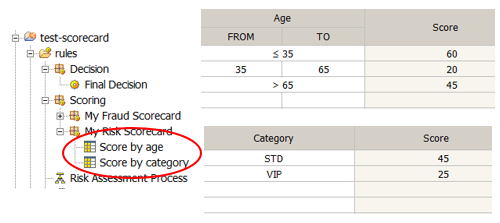 test-scorecard
rules
Decision
Final Decision
Scoring
My Fraud Scorecard
My Risk Scorecard
Score by age
Score by category
Risk Assessment Process
Age Score
FROM TO
≤ 35 60
35 65 20
> 65 45
Category Score
STD 45
VIP 25